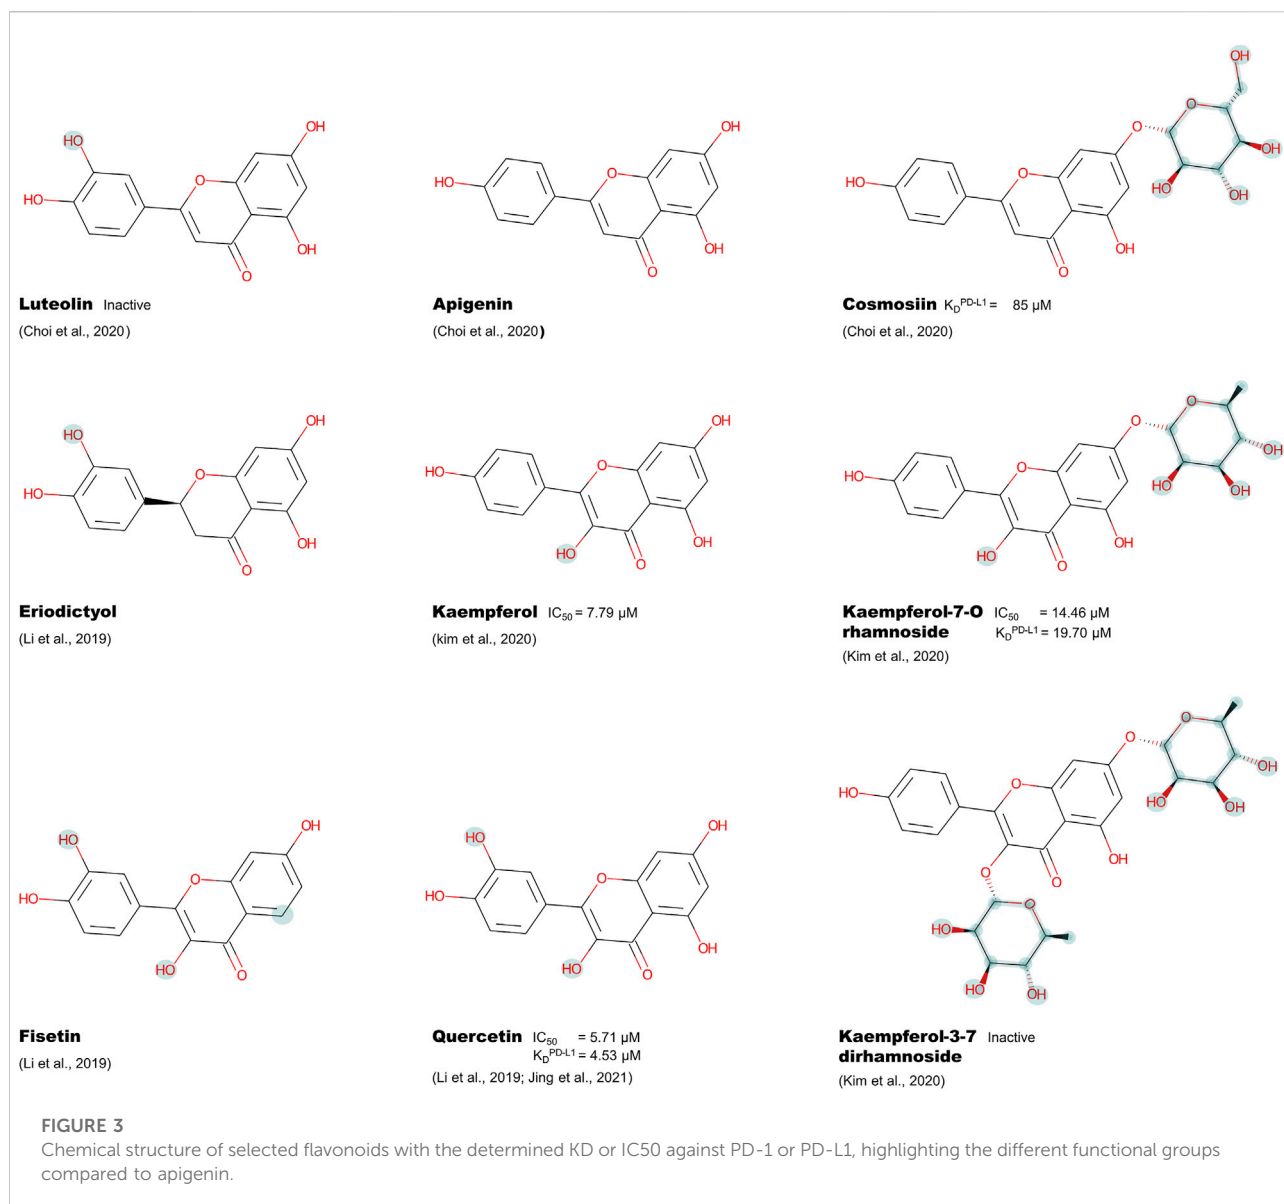 HO
HO
O
OH
OH
O
Luteolin Inactive
(Choi et al., 2020)
HO
O
OH
OH
O
Apigenin
(Choi et al., 2020)
HO
O
O
O
OH
OH
OH
HO
OH
OH
O
Cosmosiin K_D^PD-L1 = 85 µM
(Choi et al., 2020)
HO
HO
O
OH
OH
O
Eriodictyol
(Li et al., 2019)
HO
O
OH
OH
HO
O
Kaempferol IC50 = 7.79 µM
(kim et al., 2020)
HO
O
O
O
OH
HO
OH
OH
HO
O
Kaempferol-7-O IC50 = 14.46 µM
rhamnoside K_D^PD-L1 = 19.70 µM
(Kim et al., 2020)
HO
HO
O
OH
HO
O
Fisetin
(Li et al., 2019)
HO
HO
O
OH
OH
HO
O
Quercetin IC50 = 5.71 µM
K_D^PD-L1 = 4.53 µM
(Li et al., 2019; Jing et al., 2021)
HO
O
O
O
OH
HO
OH
OH
O
O
O
HO
HO
OH
Kaempferol-3-7 Inactive
dirhamnoside
(Kim et al., 2020)
FIGURE 3
Chemical structure of selected flavonoids with the determined KD or IC50 against PD-1 or PD-L1, highlighting the different functional groups
compared to apigenin.